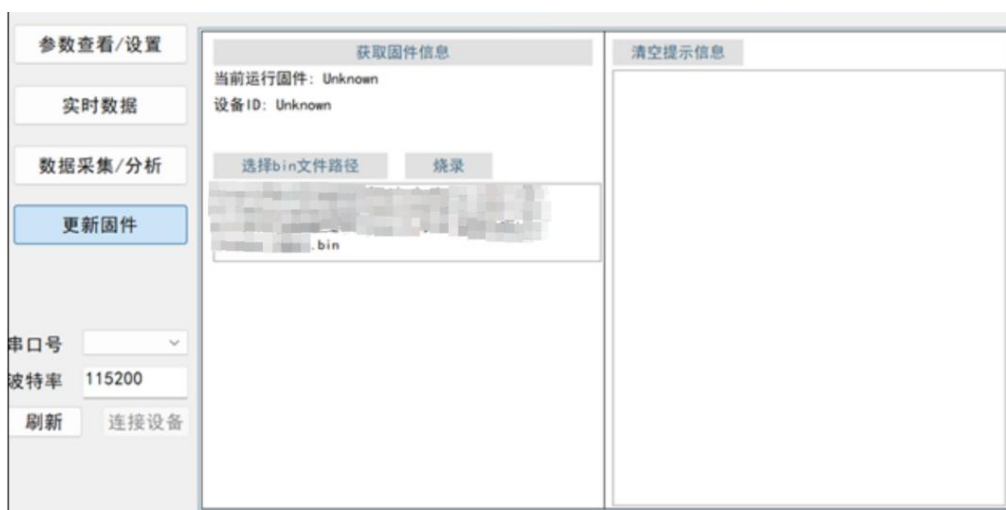 参数查看/设置
实时数据
数据采集/分析
更新固件
串口号
波特率 115200
刷新 连接设备
获取固件信息
当前运行固件: Unknown
设备ID: Unknown
选择bin文件路径 烧录
.bin
清空提示信息